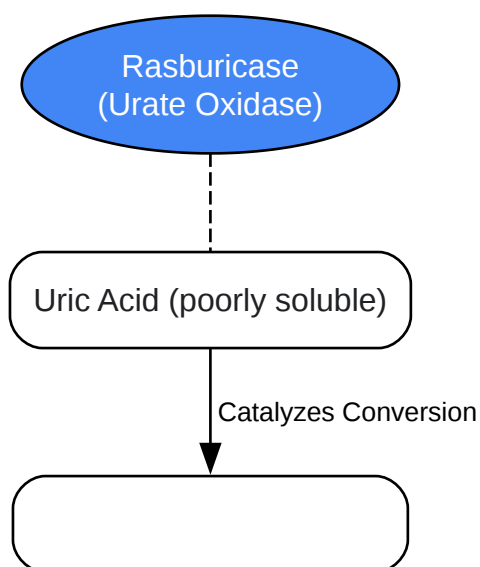 Rasburicase
(Urate Oxidase)
Uric Acid (poorly soluble)
Catalyzes Conversion